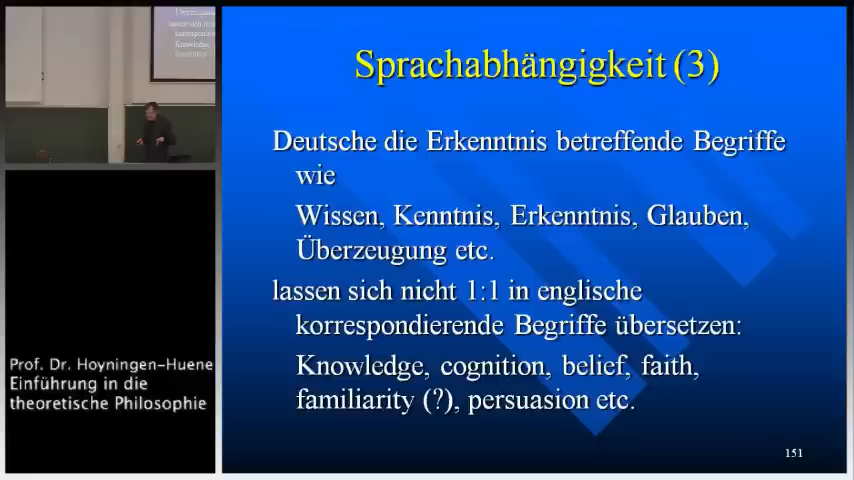 Sprachabhängigkeit (3)
Deutsche die Erkenntnis betreffende Begriffe
wie
Wissen, Kenntnis, Erkenntnis, Glauben,
Überzeugung etc.
lassen sich nicht 1:1 in englische
korrespondierende Begriffe übersetzen:
Knowledge, cognition, belief, faith,
familiarity (?), persuasion etc.
151
Prof. Dr. Hoyningen-Huene
Einführung in die
theoretische Philosophie